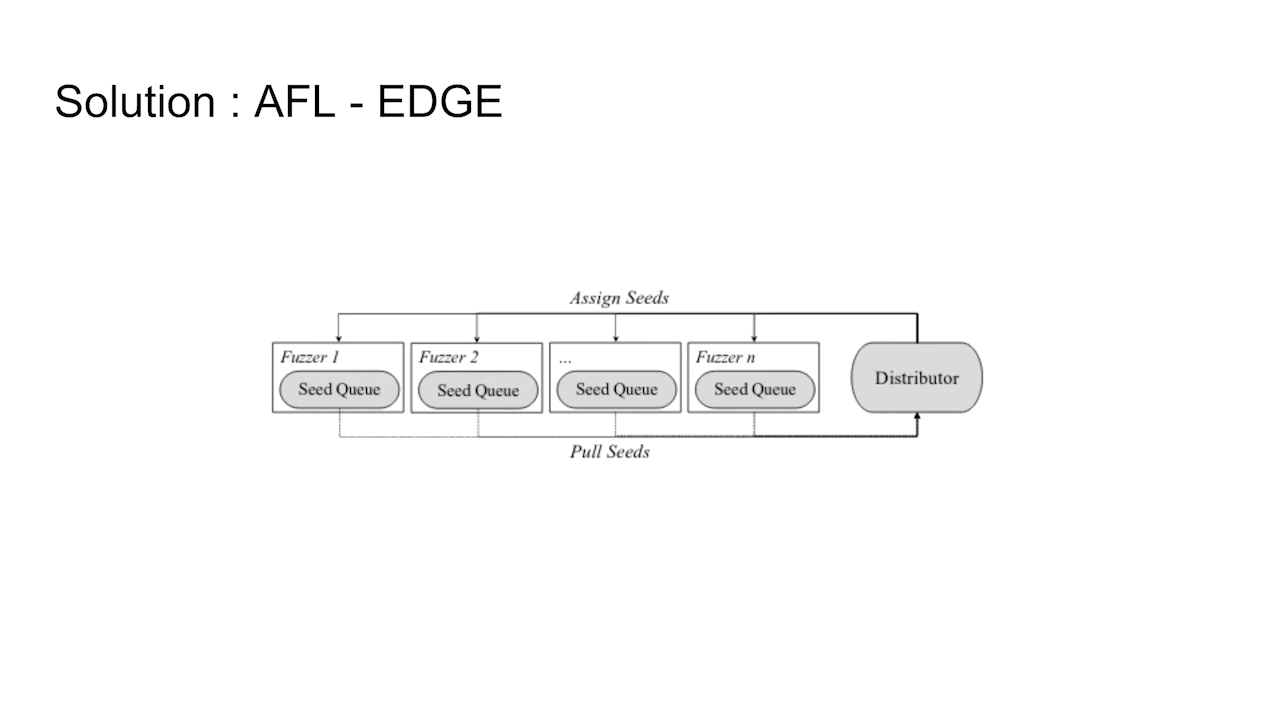 Solution : AFL - EDGE
Assign Seeds
Fuzzer 1
Seed Queue
Fuzzer 2
Seed Queue
...
Seed Queue
Fuzzer n
Seed Queue
Distributor
Pull Seeds